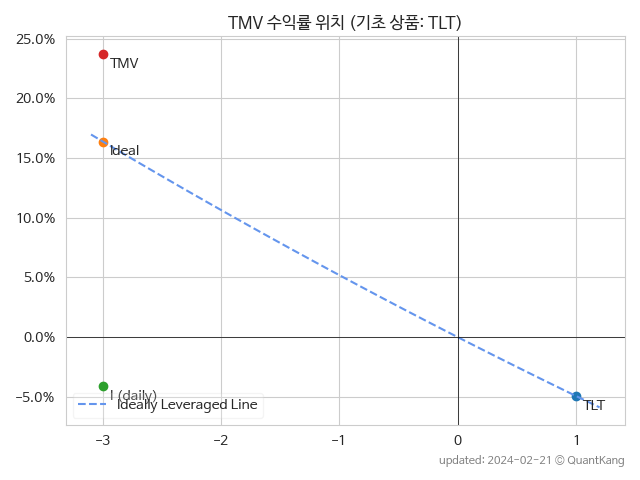 TMV 수익률 위치 (기초 상품: TLT)
25.0%
20.0%
15.0%
10.0%
5.0%
0.0%
−5.0%
TMV
Ideal
I (daily)
TLT
Ideally Leveraged Line
−3
−2
−1
0
1
updated: 2024-02-21 © QuantKang